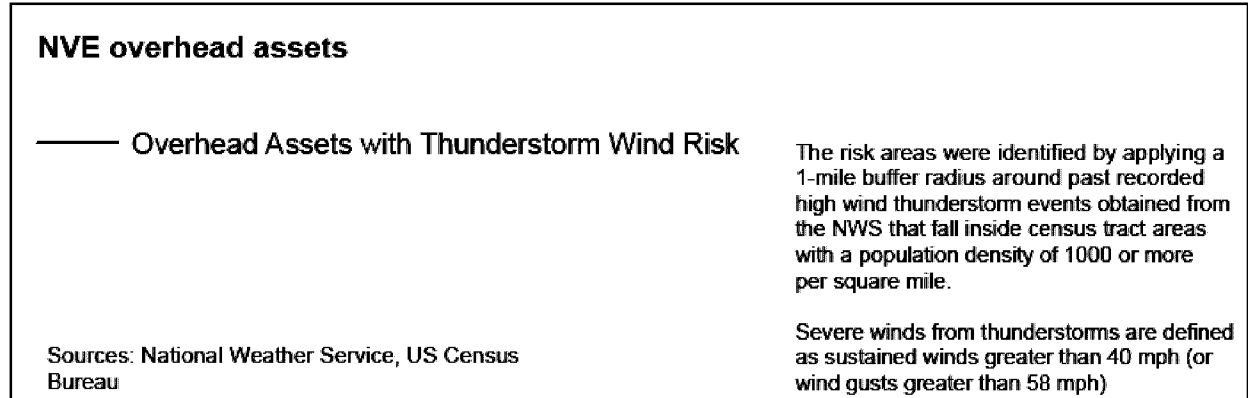 NVE overhead assets
Overhead Assets with Thunderstorm Wind Risk
The risk areas were identified by applying a
1-mile buffer radius around past recorded
high wind thunderstorm events obtained from
the NWS that fall inside census tract areas
with a population density of 1000 or more
per square mile.
Severe winds from thunderstorms are defined
as sustained winds greater than 40 mph (or
wind gusts greater than 58 mph)
Sources: National Weather Service, US Census
Bureau